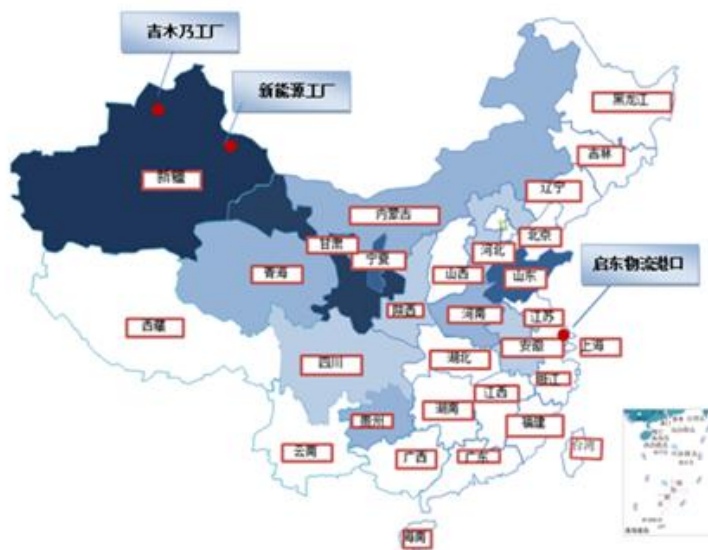 吉木乃工厂
新能源工厂
黑龙江
吉林
辽宁
新疆
内蒙古
北京
甘肃
河北
宁夏
启东物流港口
青海
山西
山东
陕西
河南
江苏
西藏
安徽
上海
四川
湖北
浙江
江西
湖南
贵州
福建
云南
广西
广东
台湾
海南